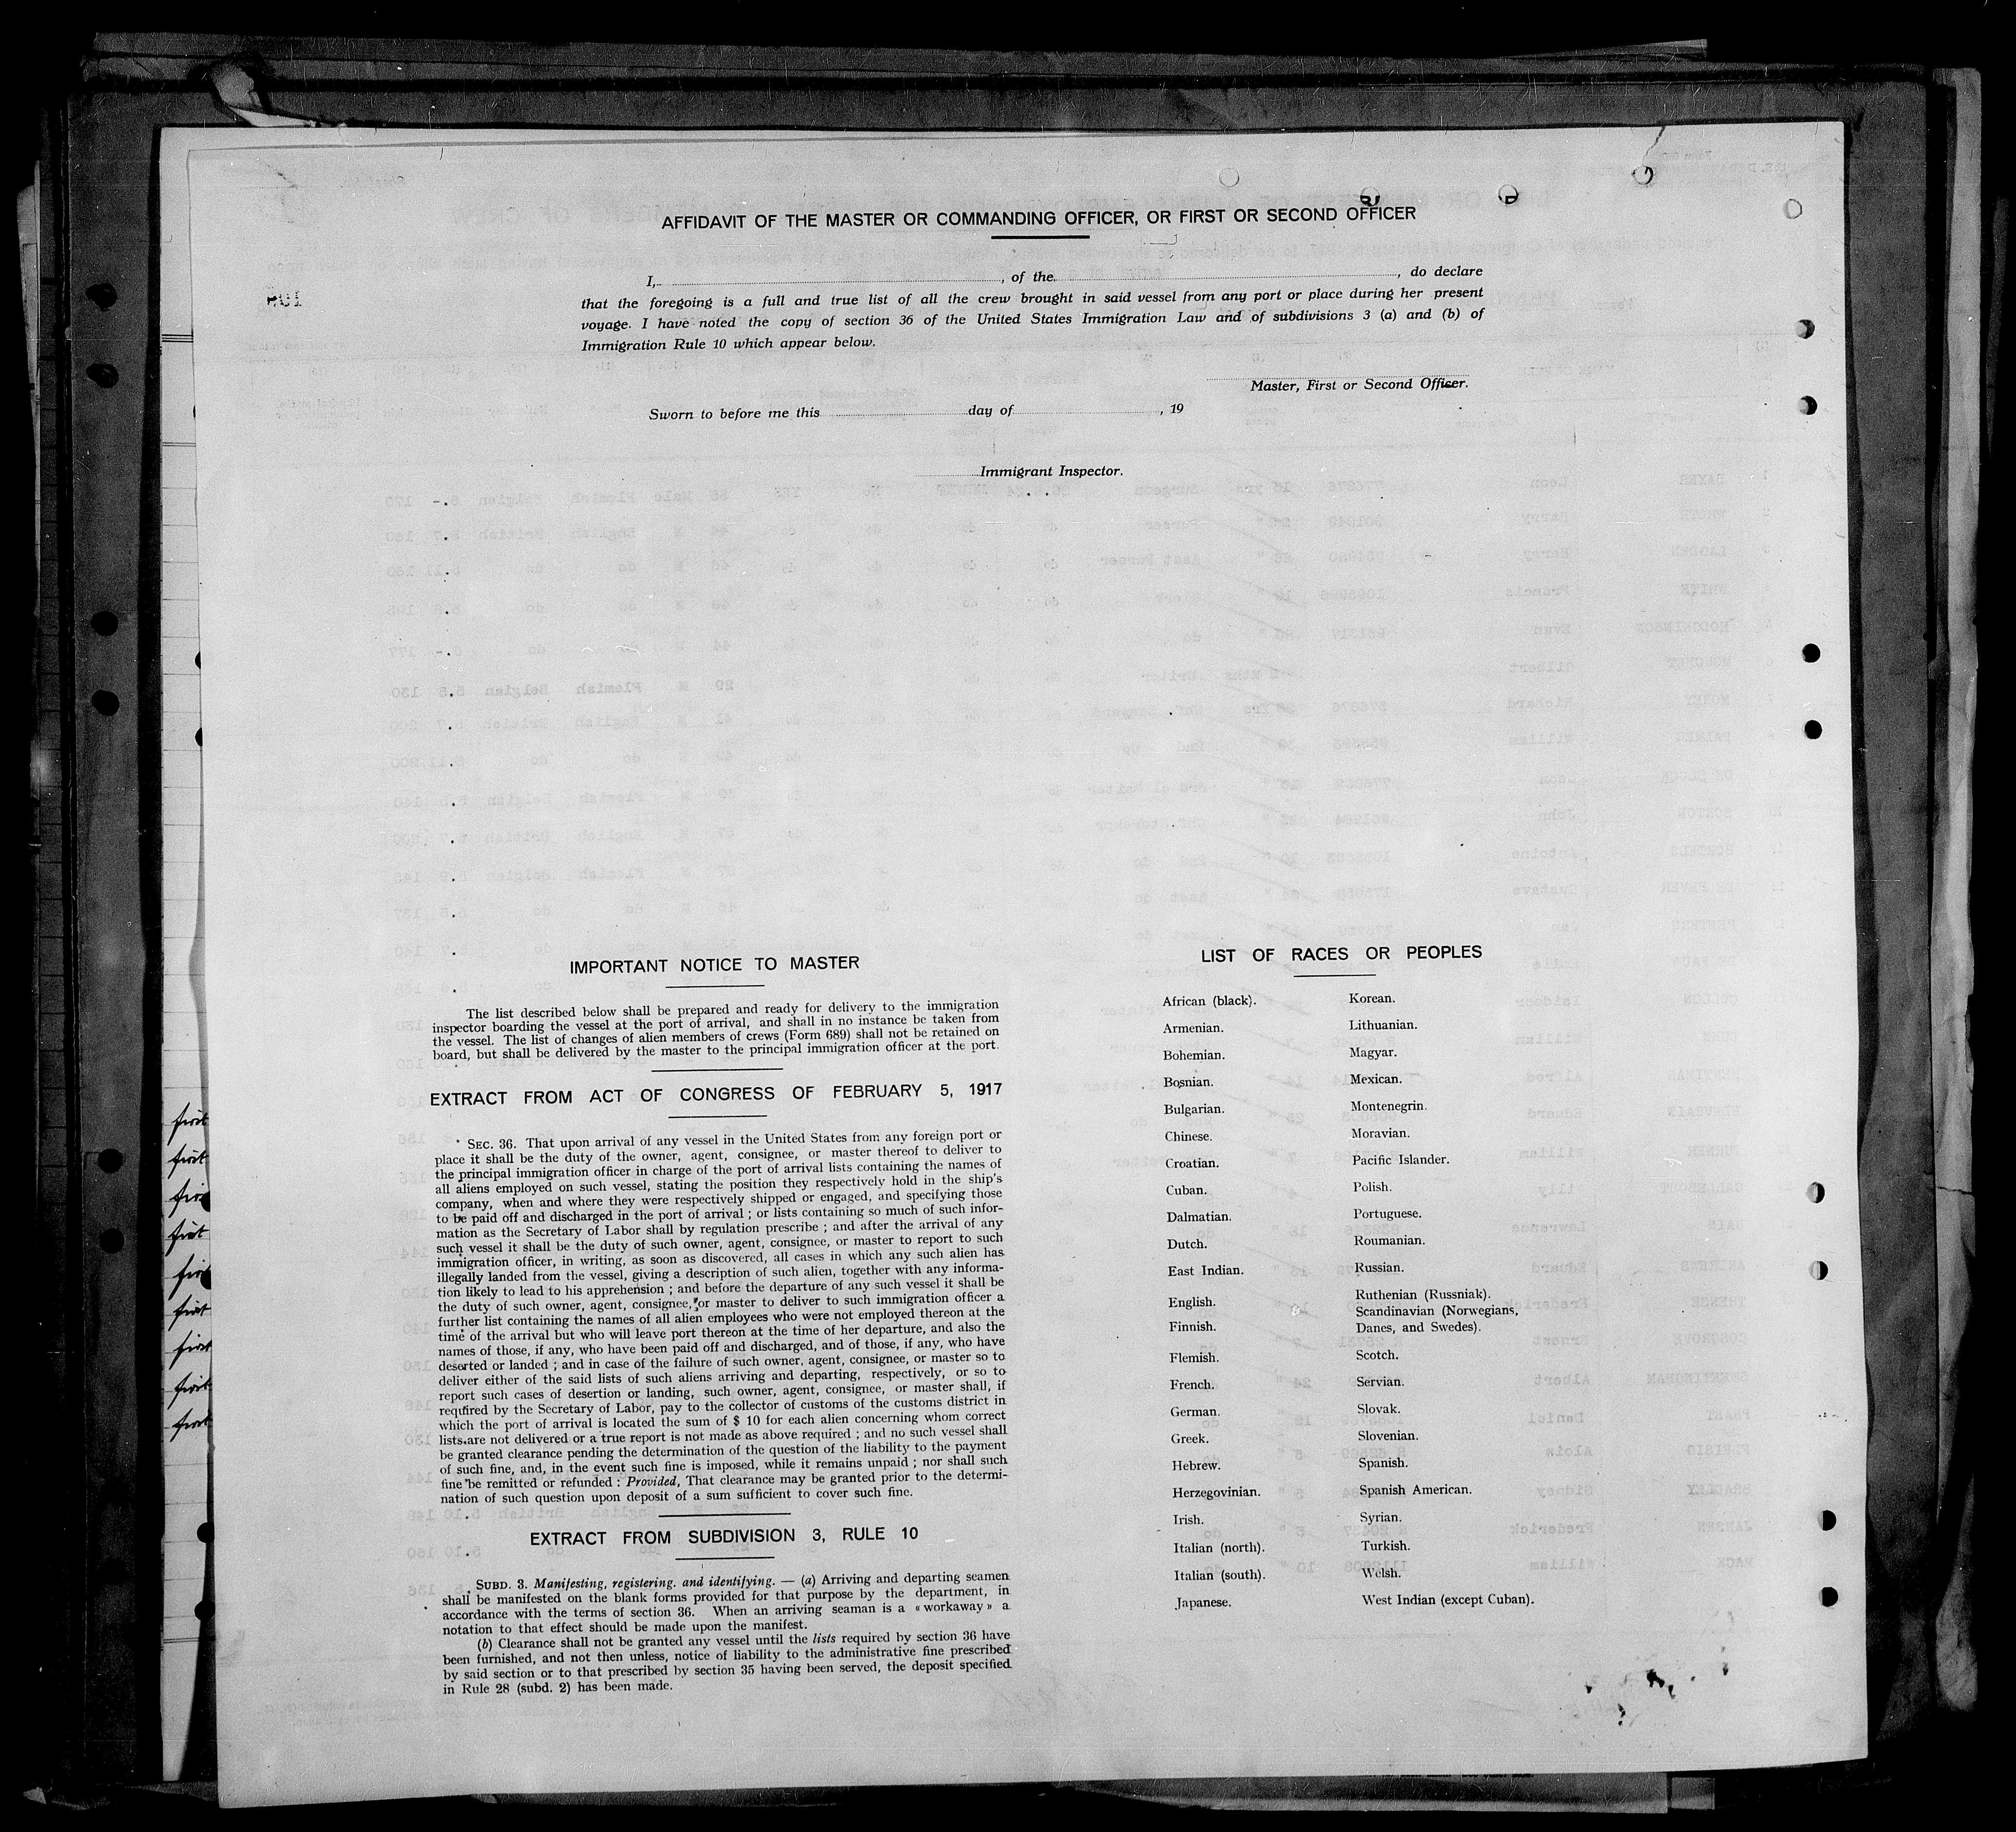 AFFIDAVIT OF THE MASTER OR COMMANDING OFFICER, OR FIRST OR SECOND OFFICER
I, , of the , do declare
that the foregoing is a full and true list of all the crew brought in said vessel from any port or place during her present
voyage. I have noted the copy of section 36 of the United States Immigration Law and of subdivisions 3 (a) and (b) of
Immigration Rule 10 which appear below.
Master, First or Second Officer.
Sworn to before me this day of , 19
Immigrant Inspector.
IMPORTANT NOTICE TO MASTER
The list described below shall be prepared and ready for delivery to the immigration
inspector boarding the vessel at the port of arrival, and shall in no instance be taken from
the vessel. The list of changes of alien members of crews (Form 689) shall not be retained on
board, but shall be delivered by the master to the principal immigration officer at the port.
EXTRACT FROM ACT OF CONGRESS OF FEBRUARY 5, 1917
SEC. 36. That upon arrival of any vessel in the United States from any foreign port or
place it shall be the duty of the owner, agent, consignee, or master thereof to deliver to
the principal immigration officer in charge of the port of arrival lists containing the names of
all aliens employed on such vessel, stating the position they respectively hold in the ship's
company, when and where they were respectively shipped or engaged, and specifying those
to be paid off and discharged in the port of arrival ; or lists containing so much of such infor-
mation as the Secretary of Labor shall by regulation prescribe ; and after the arrival of any
such vessel it shall be the duty of such owner, agent, consignee, or master to report to such
immigration officer, in writing, as soon as discovered, all cases in which any such alien has
illegally landed from the vessel, giving a description of such alien, together with any informa-
tion likely to lead to his apprehension ; and before the departure of any such vessel it shall be
the duty of such owner, agent, consignee, or master to deliver to such immigration officer a
further list containing the names of all alien employees who were not employed thereon at the
time of the arrival but who will leave port thereon at the time of her departure, and also the
names of those, if any, who have been paid off and discharged, and of those, if any, who have
deserted or landed ; and in case of the failure of such owner, agent, consignee, or master so to
deliver either of the said lists of such aliens arriving and departing, respectively, or so to
report such cases of desertion or landing, such owner, agent, consignee, or master shall, if
required by the Secretary of Labor, pay to the collector of customs of the customs district in
which the port of arrival is located the sum of $ 10 for each alien concerning whom correct
lists are not delivered or a true report is not made as above required ; and no such vessel shall
be granted clearance pending the determination of the question of the liability to the payment
of such fine, and, in the event such fine is imposed, while it remains unpaid ; nor shall such
fine be remitted or refunded : Provided, That clearance may be granted prior to the determi-
nation of such question upon deposit of a sum sufficient to cover such fine.
EXTRACT FROM SUBDIVISION 3, RULE 10
SUBD. 3. Manifesting, registering. and identifying. — (a) Arriving and departing seamen
shall be manifested on the blank forms provided for that purpose by the department, in
accordance with the terms of section 36. When an arriving seaman is a « workaway » a
notation to that effect should be made upon the manifest.
(b) Clearance shall not be granted any vessel until the lists required by section 36 have
been furnished, and not then unless, notice of liability to the administrative fine prescribed
by said section or to that prescribed by section 35 having been served, the deposit specified
in Rule 28 (subd. 2) has been made.
LIST OF RACES OR PEOPLES
African (black).
Armenian.
Bohemian.
Bosnian.
Bulgarian.
Chinese.
Croatian.
Cuban.
Dalmatian.
Dutch.
East Indian.
English.
Finnish.
Flemish.
French.
German.
Greek.
Hebrew.
Herzegovinian.
Irish.
Italian (north).
Italian (south).
Japanese.
Korean.
Lithuanian.
Magyar.
Mexican.
Montenegrin.
Moravian.
Pacific Islander.
Polish.
Portuguese.
Roumanian.
Russian.
Ruthenian (Russniak).
Scandinavian (Norwegians,
Danes, and Swedes).
Scotch.
Servian.
Slovak.
Slovenian.
Spanish.
Spanish American.
Syrian.
Turkish.
Welsh.
West Indian (except Cuban).
first
first
first
first
first
first
first
first
first